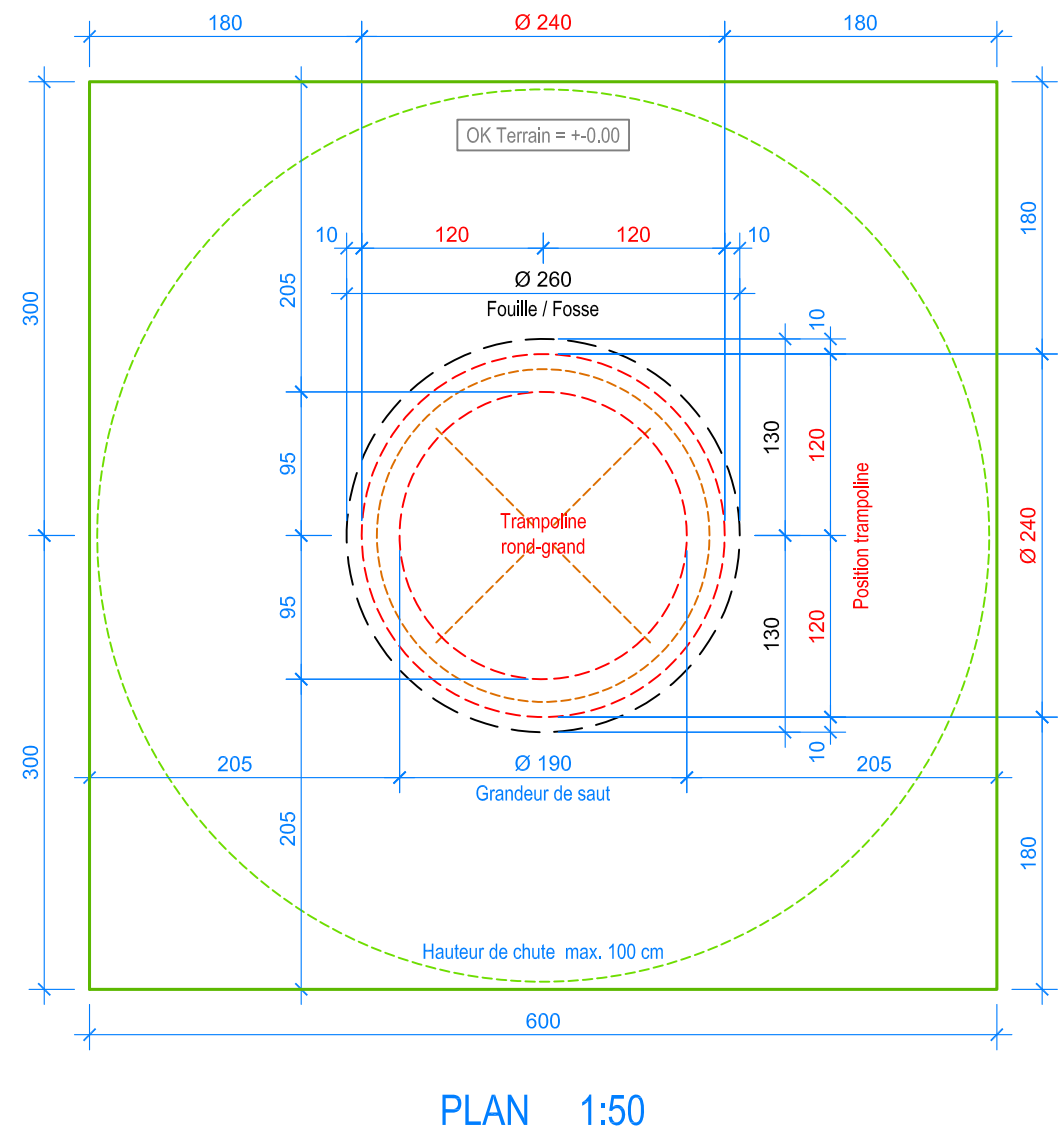 180 Ø 240 180
OK Terrain = +-0.00
10 120 120 10
Ø 260
Fouille / Fosse
205
300
180
10
130
120
95
Trampoline
rond-grand
Position trampoline
Ø 240
95
130
120
10
300
205 Ø 190 205
Grandeur de saut
205
180
Hauteur de chute max. 100 cm
600
PLAN 1:50